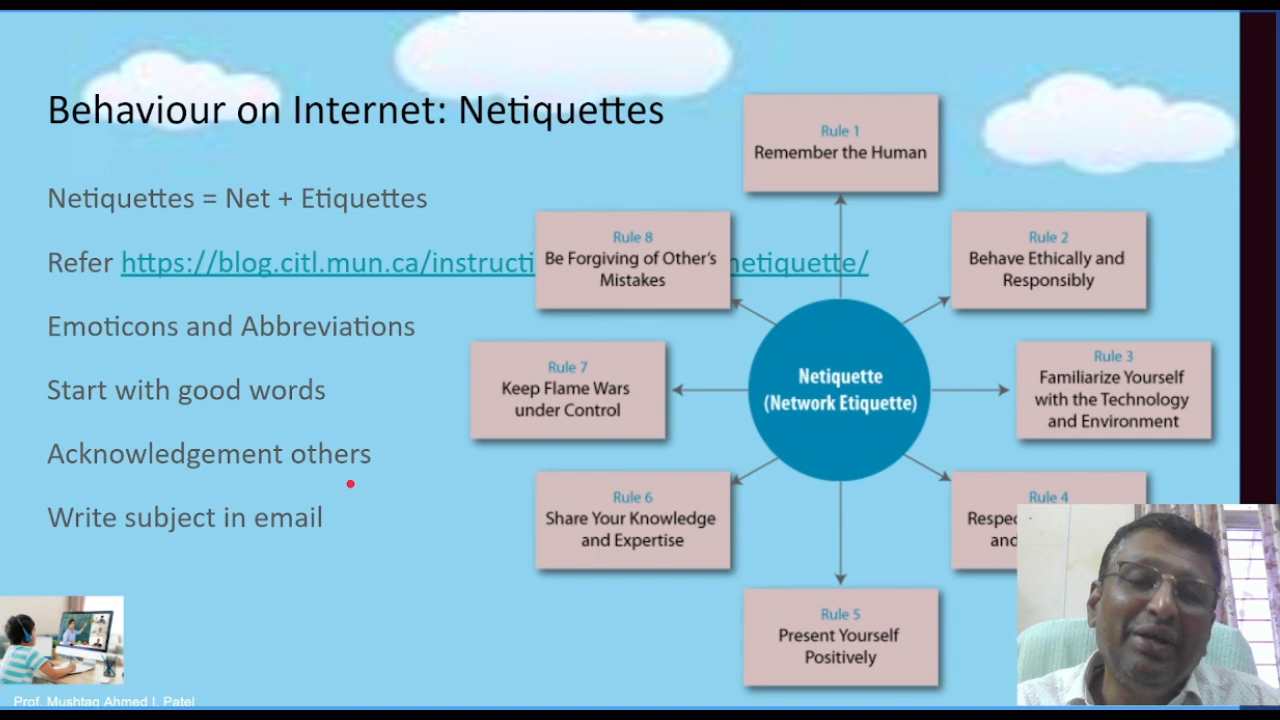 Behaviour on Internet: Netiquettes
Netiquettes = Net + Etiquettes
Refer https://blog.citl.mun.ca/instructi netiquette/
Emoticons and Abbreviations
Start with good words
Acknowledgement others
Write subject in email
Rule 1
Remember the Human
Rule 2
Behave Ethically and
Responsibly
Rule 3
Familiarize Yourself
with the Technology
and Environment
Rule 4
and
Rule 5
Present Yourself
Positively
Rule 6
Share Your Knowledge
and Expertise
Rule 7
Keep Flame Wars
under Control
Rule 8
Be Forgiving of Other's
Mistakes
Netiquette
(Network Etiquette)
Prof. Mushtaq Ahmed I. Patel